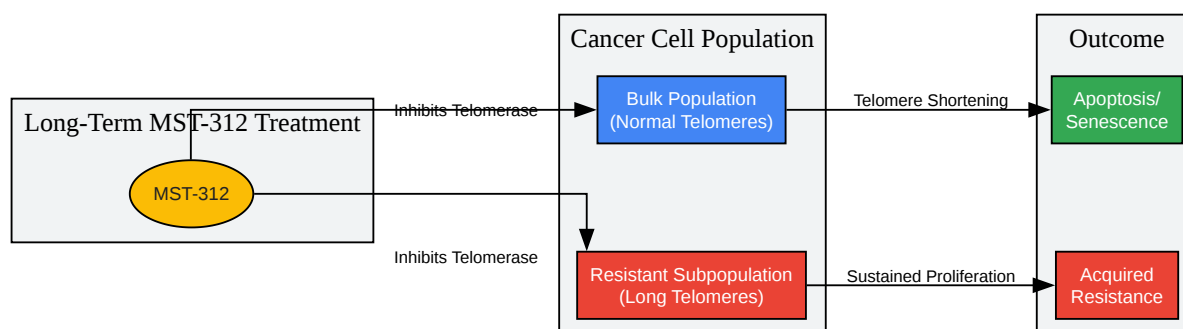 Cancer Cell Population
Outcome
Long-Term MST-312 Treatment
MST-312
Inhibits Telomerase
Bulk Population
(Normal Telomeres)
Telomere Shortening
Apoptosis/
Senescence
Inhibits Telomerase
Resistant Subpopulation
(Long Telomeres)
Sustained Proliferation
Acquired
Resistance